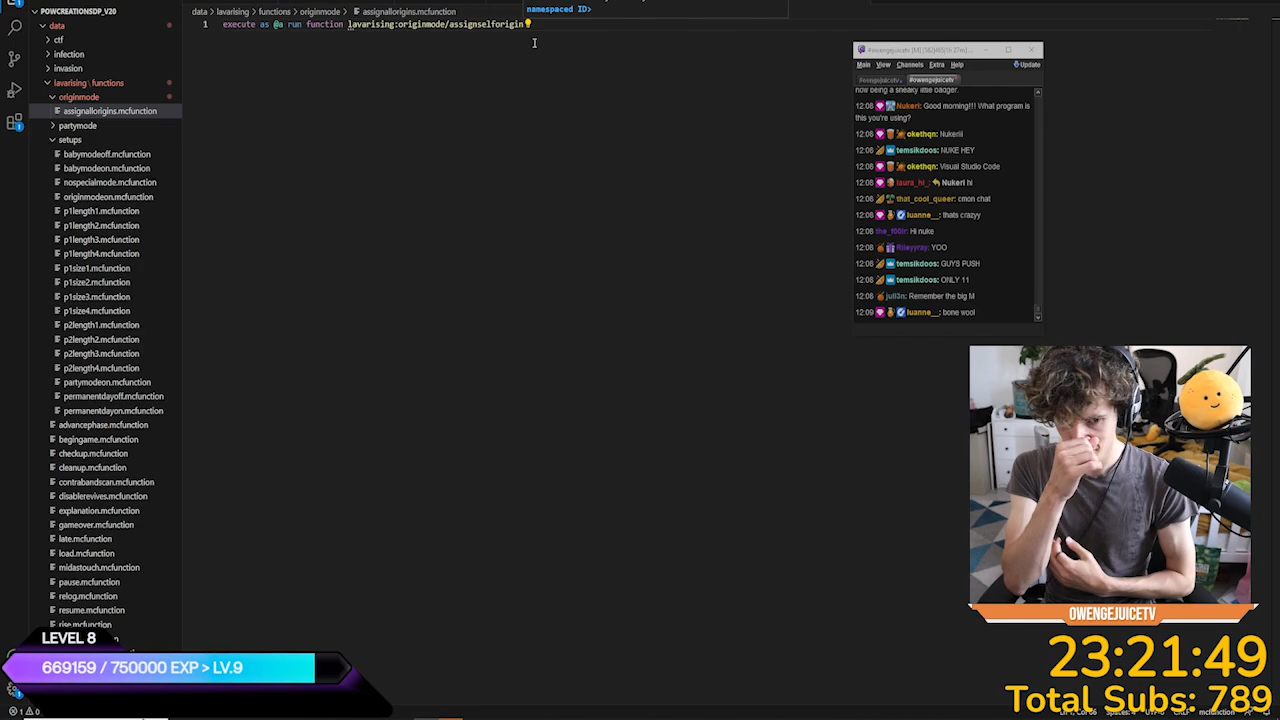 POWCREATIONSDP_V20
data
ctf
infection
invasion
lavarising \ functions
originmode
assignallorigins.mcfunction
partymode
setups
babymodeoff.mcfunction
babymodeon.mcfunction
nospecialmode.mcfunction
originmodeon.mcfunction
p1length1.mcfunction
p1length2.mcfunction
p1length3.mcfunction
p1length4.mcfunction
p1size1.mcfunction
p1size2.mcfunction
p1size3.mcfunction
p1size4.mcfunction
p2length1.mcfunction
p2length2.mcfunction
p2length3.mcfunction
p2length4.mcfunction
partymodeon.mcfunction
permanentdayoff.mcfunction
permanentdayon.mcfunction
advancephase.mcfunction
begingame.mcfunction
checkup.mcfunction
cleanup.mcfunction
contrabandscan.mcfunction
disablerevives.mcfunction
explanation.mcfunction
gameover.mcfunction
late.mcfunction
load.mcfunction
midastouch.mcfunction
pause.mcfunction
relog.mcfunction
resume.mcfunction
rise.mcfunction
data > lavarising > functions > originmode > assignallorigins.mcfunction
namespaced ID>
1 execute as @a run function lavarising:originmode/assignselforigin
Main View Channels Extra Help Update
#owengejuicetv
now being a sneaky little badger.
12:08 Nukeri: Good morning!!! What program is
this you're using?
12:08 okethqn: Nukeriii
12:08 temsikdoos: NUKE HEY
12:08 okethqn: Visual Studio Code
12:08 laura_hi_: Nukeri hi
12:08 that_cool_queer: cmon chat
12:08 luanne__: thats crazyy
12:08 the_f00lr: Hi nuke
12:08 Rileyyray: YOO
12:08 temsikdoos: GUYS PUSH
12:08 temsikdoos: ONLY 11
12:08 jull3n: Remember the big M
12:09 luanne__: bone wool
OWENGEJUICETV
23:21:49
Total Subs: 789
LEVEL 8
669159 / 750000 EXP > LV.9